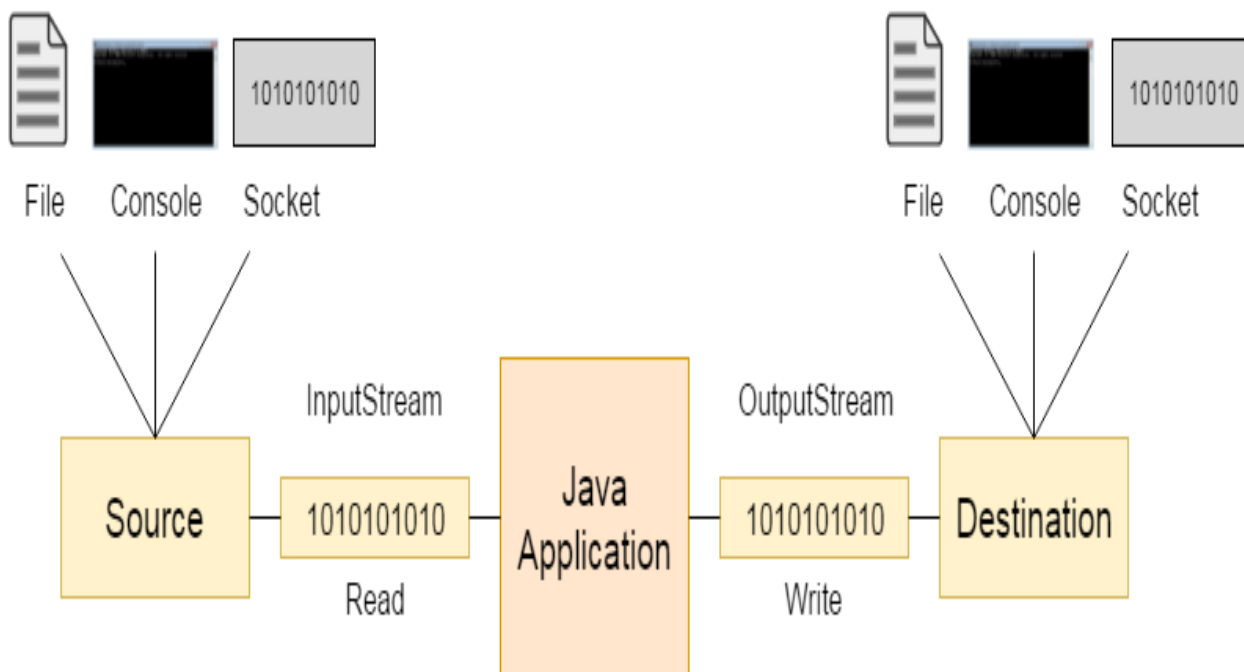 1010101010
1010101010
File
Console
Socket
File
Console
Socket
InputStream
OutputStream
Source
1010101010
Java
Application
1010101010
Destination
Read
Write